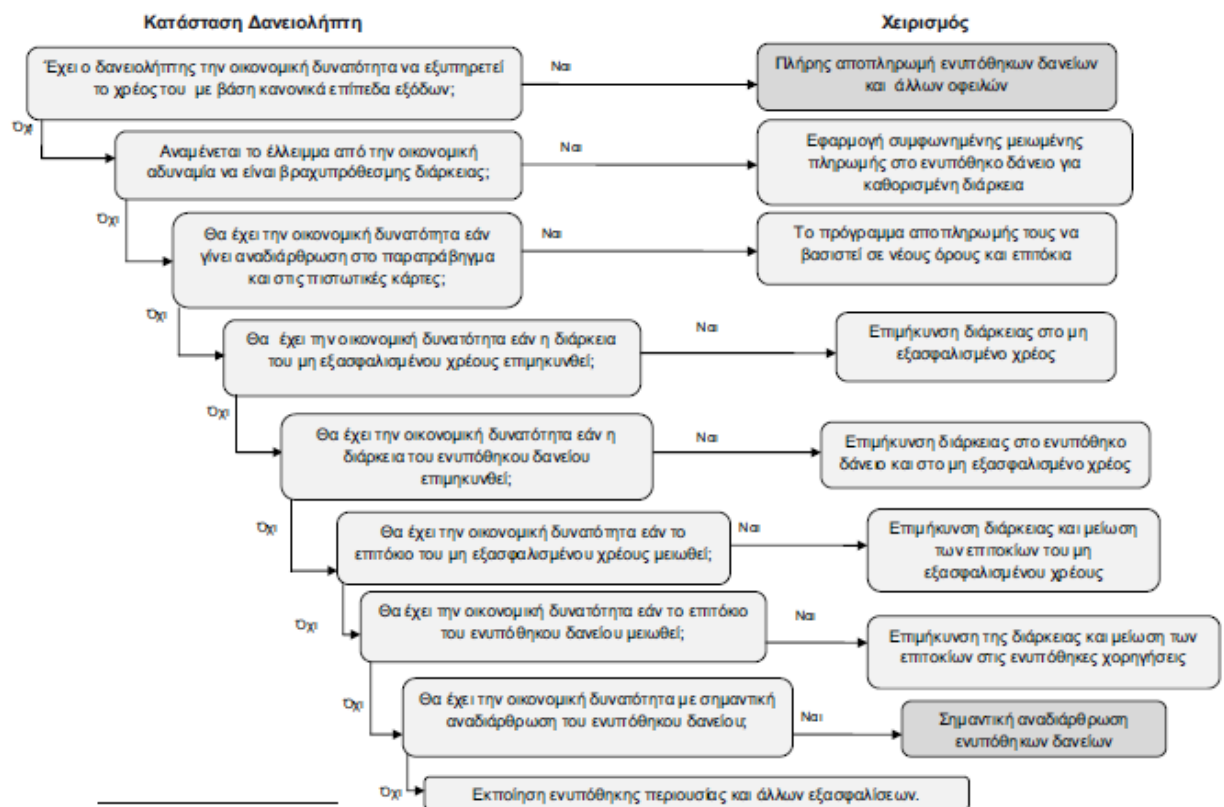 Κατάσταση Δανειολήπτη
Χειρισμός
Έχει ο δανειολήπτης την οικονομική δυνατότητα να εξυπηρετεί
το χρέος του με βάση κανονικά επίπεδα εξόδων;
Ναι
Πλήρης αποπληρωμή ενυπόθηκων δανείων
και άλλων οφειλών
Όχι
Αναμένεται το έλλειμμα από την οικονομική
αδυναμία να είναι βραχυπρόθεσμης διάρκειας;
Ναι
Εφαρμογή συμφωνημένης μειωμένης
πληρωμής στο ενυπόθηκο δάνειο για
καθορισμένη διάρκεια
Όχι
Θα έχει την οικονομική δυνατότητα εάν
γίνει αναδιάρθρωση στο παρατράβηγμα
και στις πιστωτικές κάρτες;
Ναι
Το πρόγραμμα αποπληρωμής τους να
βασιστεί σε νέους όρους και επιτόκια
Όχι
Θα έχει την οικονομική δυνατότητα εάν η διάρκεια
του μη εξασφαλισμένου χρέους επιμηκυνθεί;
Ναι
Επιμήκυνση διάρκειας στο μη
εξασφαλισμένο χρέος
Όχι
Θα έχει την οικονομική δυνατότητα εάν η
διάρκεια του ενυπόθηκου δανείου
επιμηκυνθεί;
Ναι
Επιμήκυνση διάρκειας στο ενυπόθηκο
δάνειο και στο μη εξασφαλισμένο χρέος
Όχι
Θα έχει την οικονομική δυνατότητα εάν το
επιτόκιο του μη εξασφαλισμένου χρέους μειωθεί;
Ναι
Επιμήκυνση διάρκειας και μείωση
των επιτοκίων του μη
εξασφαλισμένου χρέους
Όχι
Θα έχει την οικονομική δυνατότητα εάν το επιτόκιο
του ενυπόθηκου δανείου μειωθεί;
Ναι
Επιμήκυνση της διάρκειας και μείωση των
επιτοκίων στις ενυπόθηκες χορηγήσεις
Όχι
Θα έχει την οικονομική δυνατότητα με σημαντική
αναδιάρθρωση του ενυπόθηκου δανείου;
Ναι
Σημαντική αναδιάρθρωση
ενυπόθηκων δανείων
Όχι
Εκποίηση ενυπόθηκης περιουσίας και άλλων εξασφαλίσεων.